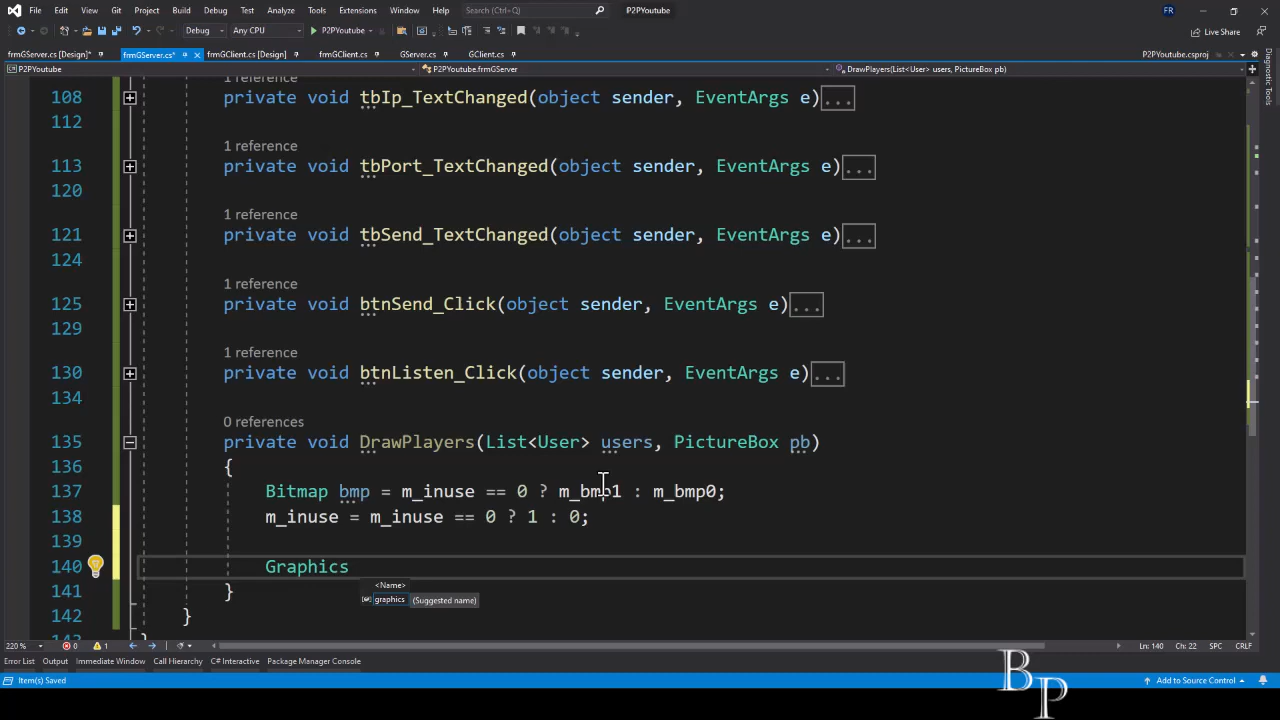 File Edit View Git Project Build Debug Test Analyze Tools Extensions Window Help Search (Ctrl+Q) P2PYoutube FR
Debug Any CPU P2PYoutube Live Share
frmGServer.cs [Design]* frmGServer.cs* frmGClient.cs [Design] frmGClient.cs GServer.cs GClient.cs P2PYoutube.csproj
P2PYoutube P2PYoutube.frmGServer DrawPlayers(List<User> users, PictureBox pb)
Diagnostic Tools
1 reference
108 private void tbIp_TextChanged(object sender, EventArgs e)...
112
1 reference
113 private void tbPort_TextChanged(object sender, EventArgs e)...
120
1 reference
121 private void tbSend_TextChanged(object sender, EventArgs e)...
124
1 reference
125 private void btnSend_Click(object sender, EventArgs e)...
129
1 reference
130 private void btnListen_Click(object sender, EventArgs e)...
134
0 references
135 private void DrawPlayers(List<User> users, PictureBox pb)
136 {
137 Bitmap bmp = m_inuse == 0 ? m_bmp1 : m_bmp0;
138 m_inuse = m_inuse == 0 ? 1 : 0;
139
140 Graphics
<Name>
141 }
graphics (Suggested name)
142 }
143 }
220 % 0 1 Ln: 140 Ch: 22 SPC CRLF
Error List Output Immediate Window Call Hierarchy C# Interactive Package Manager Console
Item(s) Saved Add to Source Control
BP